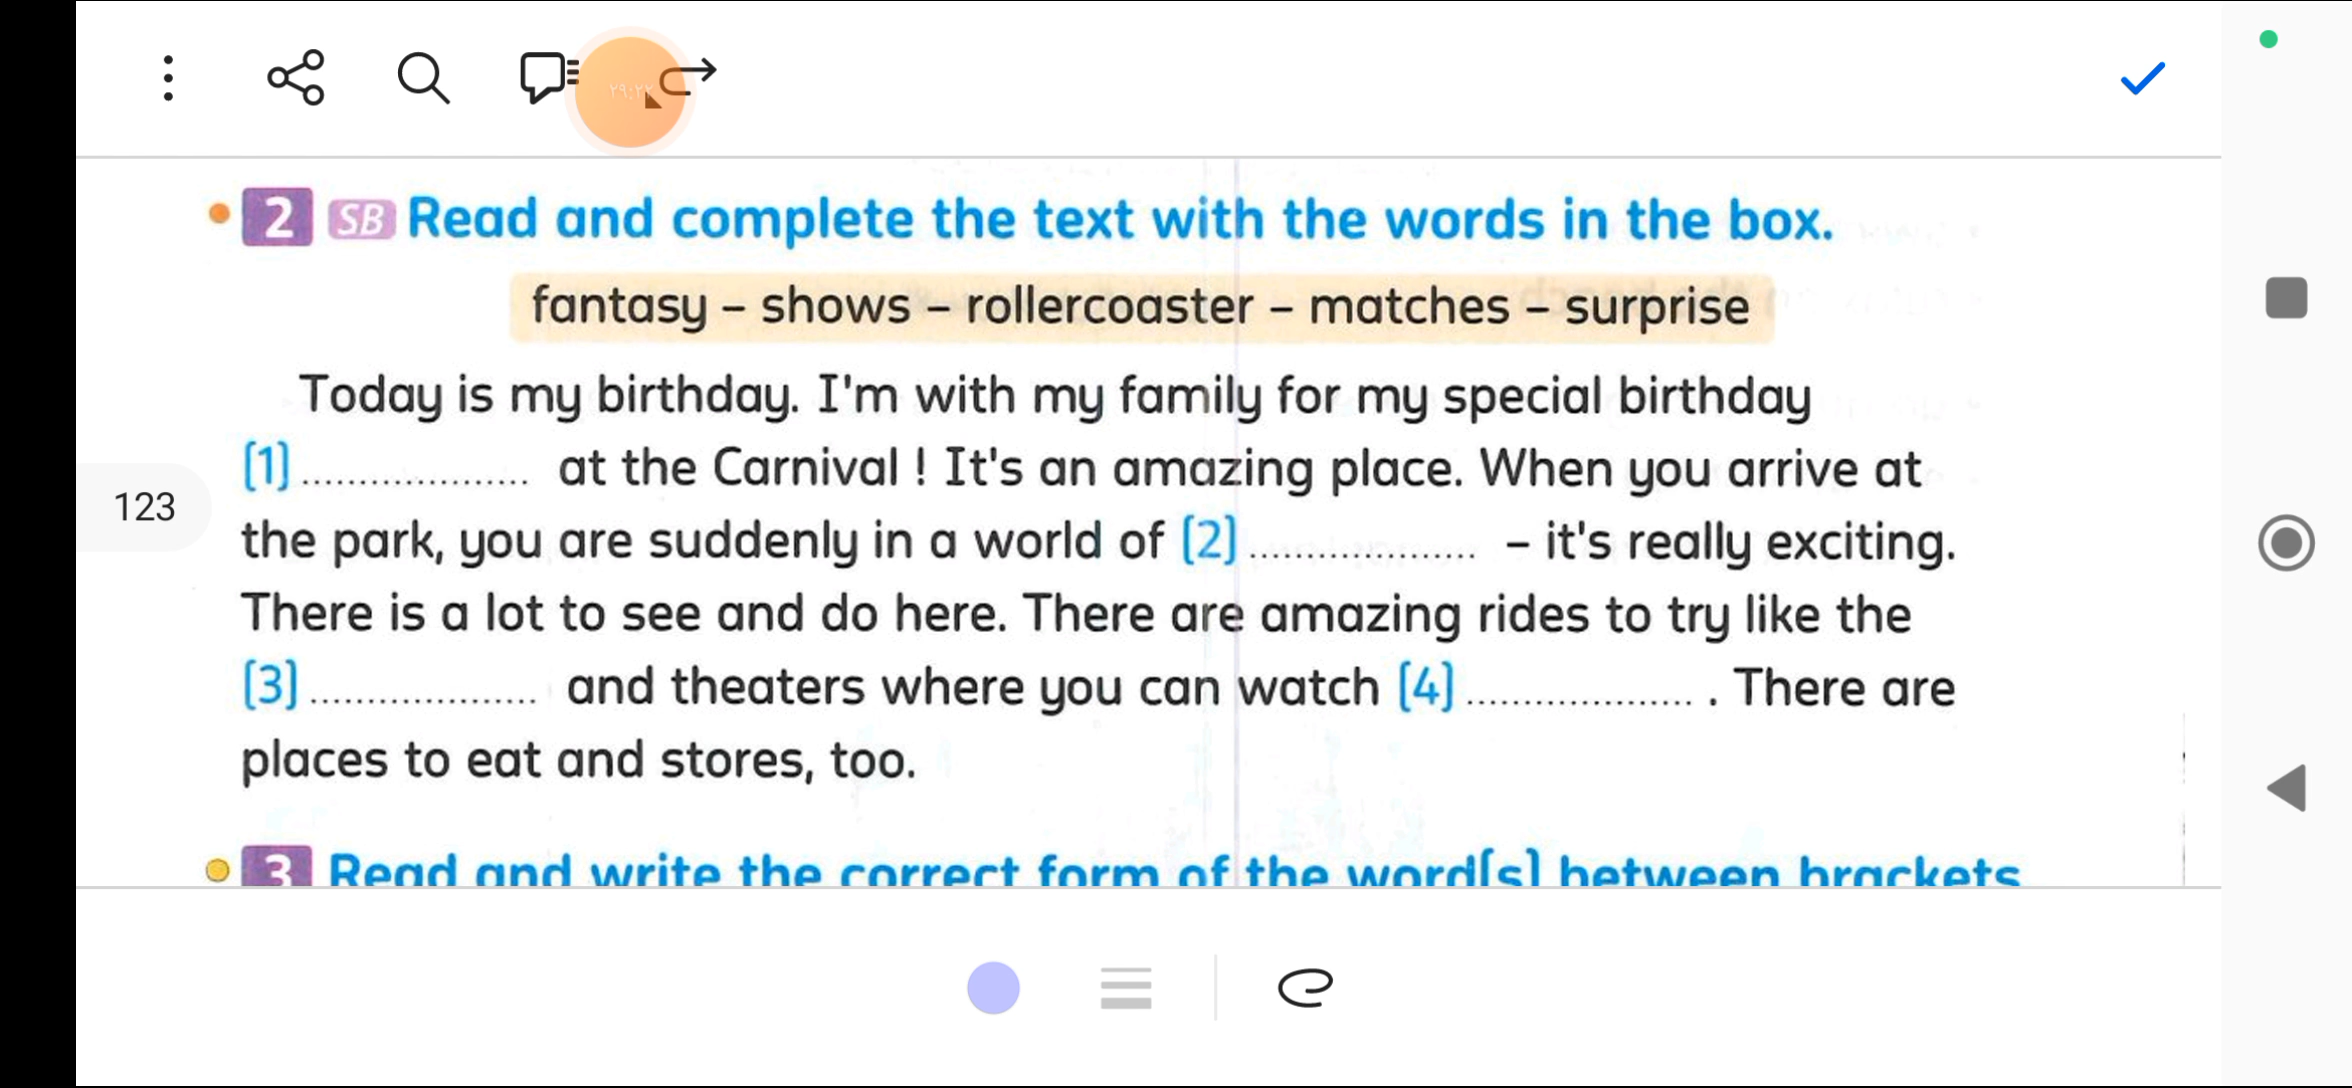 ٢٩:٢٢
2 SB Read and complete the text with the words in the box.
fantasy – shows – rollercoaster – matches – surprise
Today is my birthday. I'm with my family for my special birthday
[1] .................... at the Carnival ! It's an amazing place. When you arrive at
123
the park, you are suddenly in a world of [2] .................... – it's really exciting.
There is a lot to see and do here. There are amazing rides to try like the
[3] .................... and theaters where you can watch [4] .................... . There are
places to eat and stores, too.
3 Read and write the correct form of the word[s] between brackets